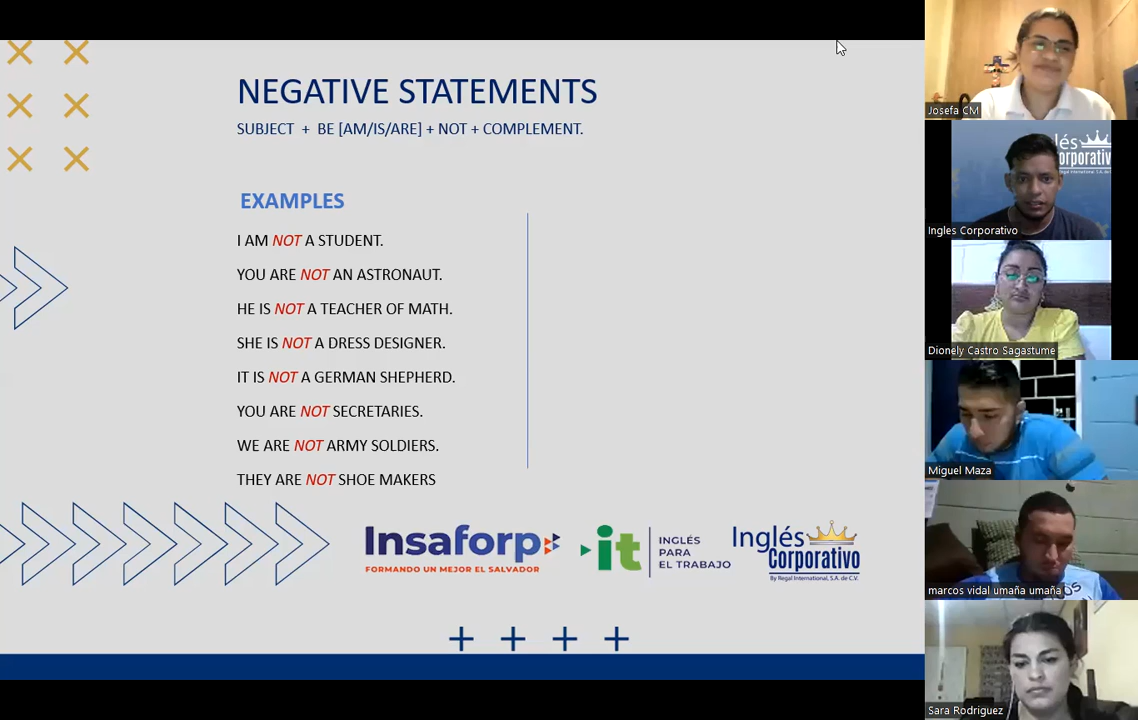 NEGATIVE STATEMENTS
SUBJECT + BE [AM/IS/ARE] + NOT + COMPLEMENT.
EXAMPLES
I AM NOT A STUDENT.
YOU ARE NOT AN ASTRONAUT.
HE IS NOT A TEACHER OF MATH.
SHE IS NOT A DRESS DESIGNER.
IT IS NOT A GERMAN SHEPHERD.
YOU ARE NOT SECRETARIES.
WE ARE NOT ARMY SOLDIERS.
THEY ARE NOT SHOE MAKERS
Insaforp
FORMANDO UN MEJOR EL SALVADOR
it
INGLÉS
PARA
EL TRABAJO
Inglés
Corporativo
By Regal International, S.A. de C.V.
Josefa CM
lés
orporativ
Ingles Corporativo
Dionely Castro Sagastume
Miguel Maza
marcos vidal umaña umaña
Sara Rodriguez